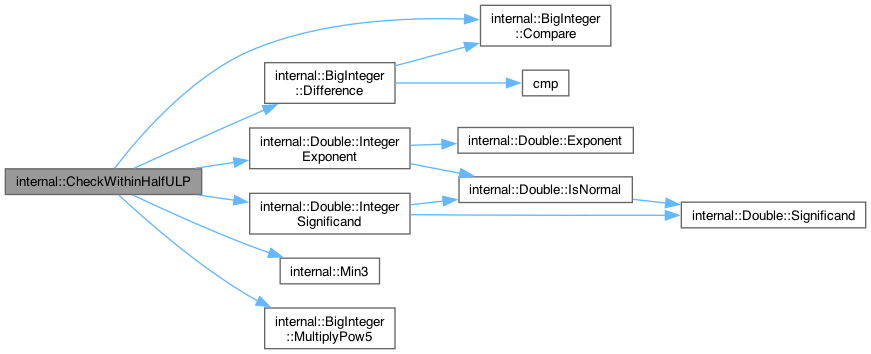 internal::CheckWithinHalfULP
internal::BigInteger
::Compare
internal::BigInteger
::Difference
cmp
internal::Double::Integer
Exponent
internal::Double::Exponent
internal::Double::IsNormal
internal::Double::Integer
Significand
internal::Double::Significand
internal::Min3
internal::BigInteger
::MultiplyPow5